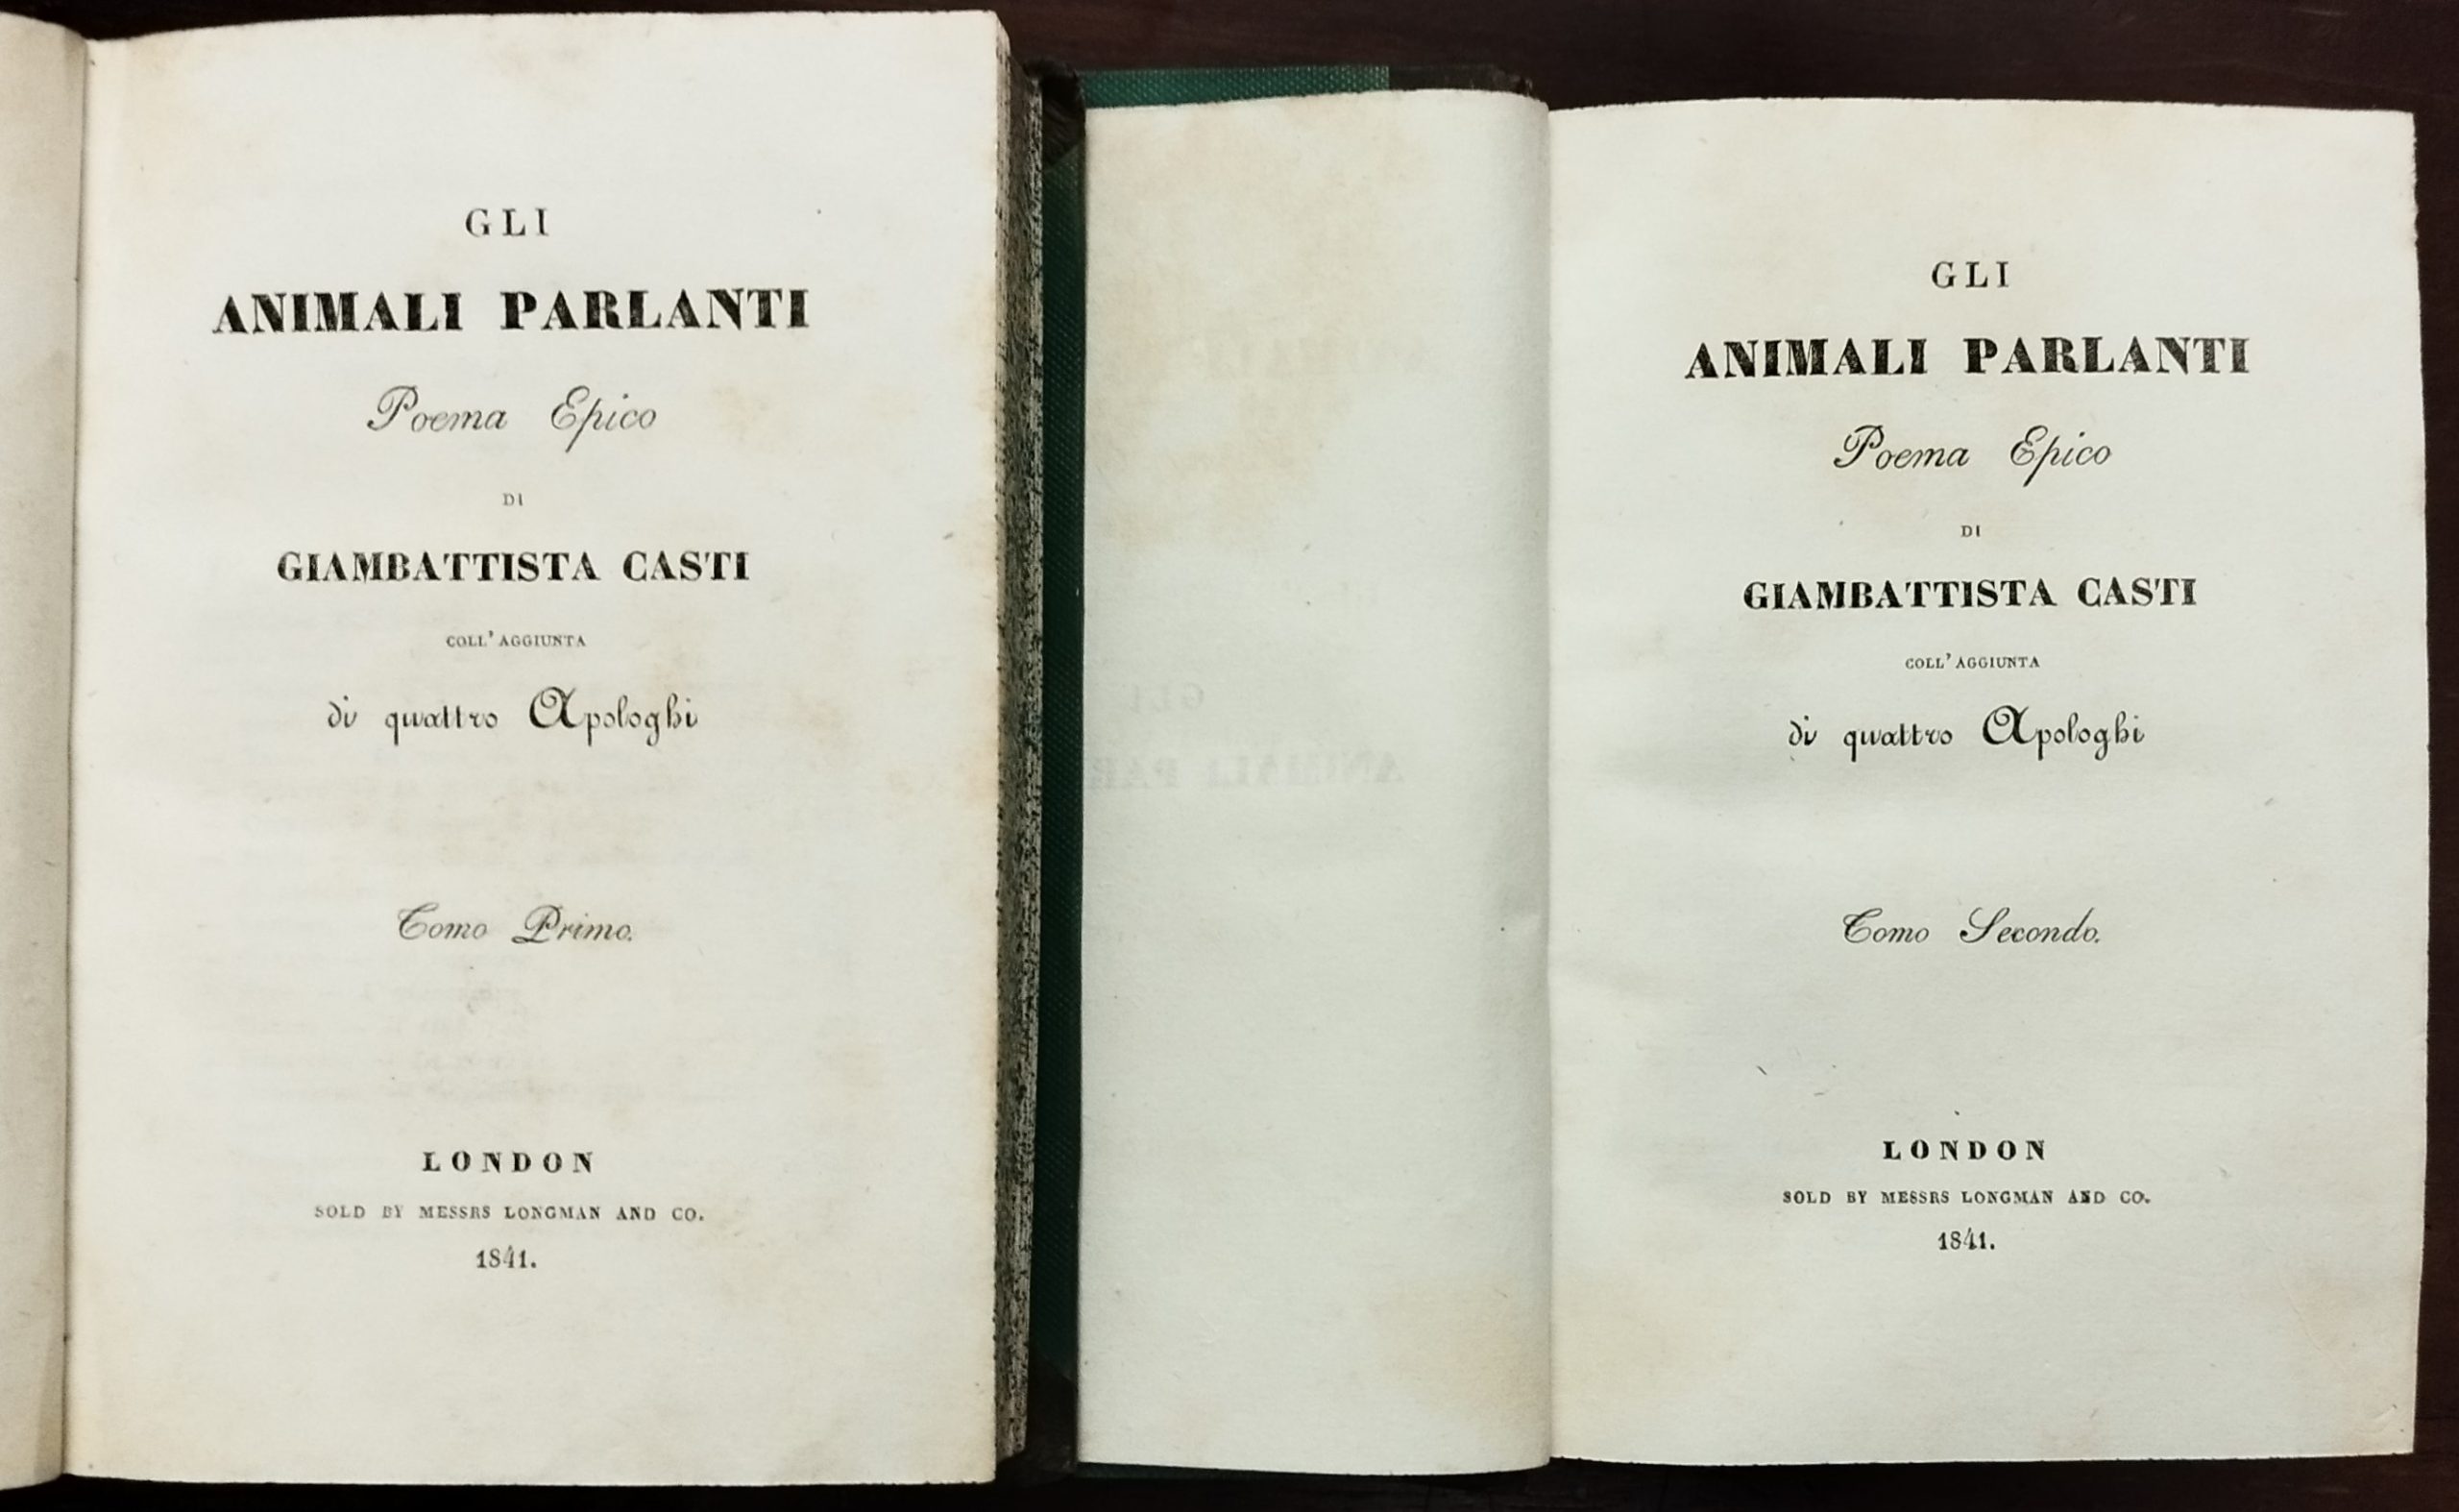 GLI
ANIMALI PARLANTI
Poema Epico
DI
GIAMBATTISTA CASTI
COLL' AGGIUNTA
di quattro Apologhi
Tomo Primo.
LONDON
SOLD BY MESSRS LONGMAN AND CO.
1841.
GLI
ANIMALI PARLANTI
Poema Epico
DI
GIAMBATTISTA CASTI
COLL' AGGIUNTA
di quattro Apologhi
Tomo Secondo.
LONDON
SOLD BY MESSRS LONGMAN AND CO.
1841.